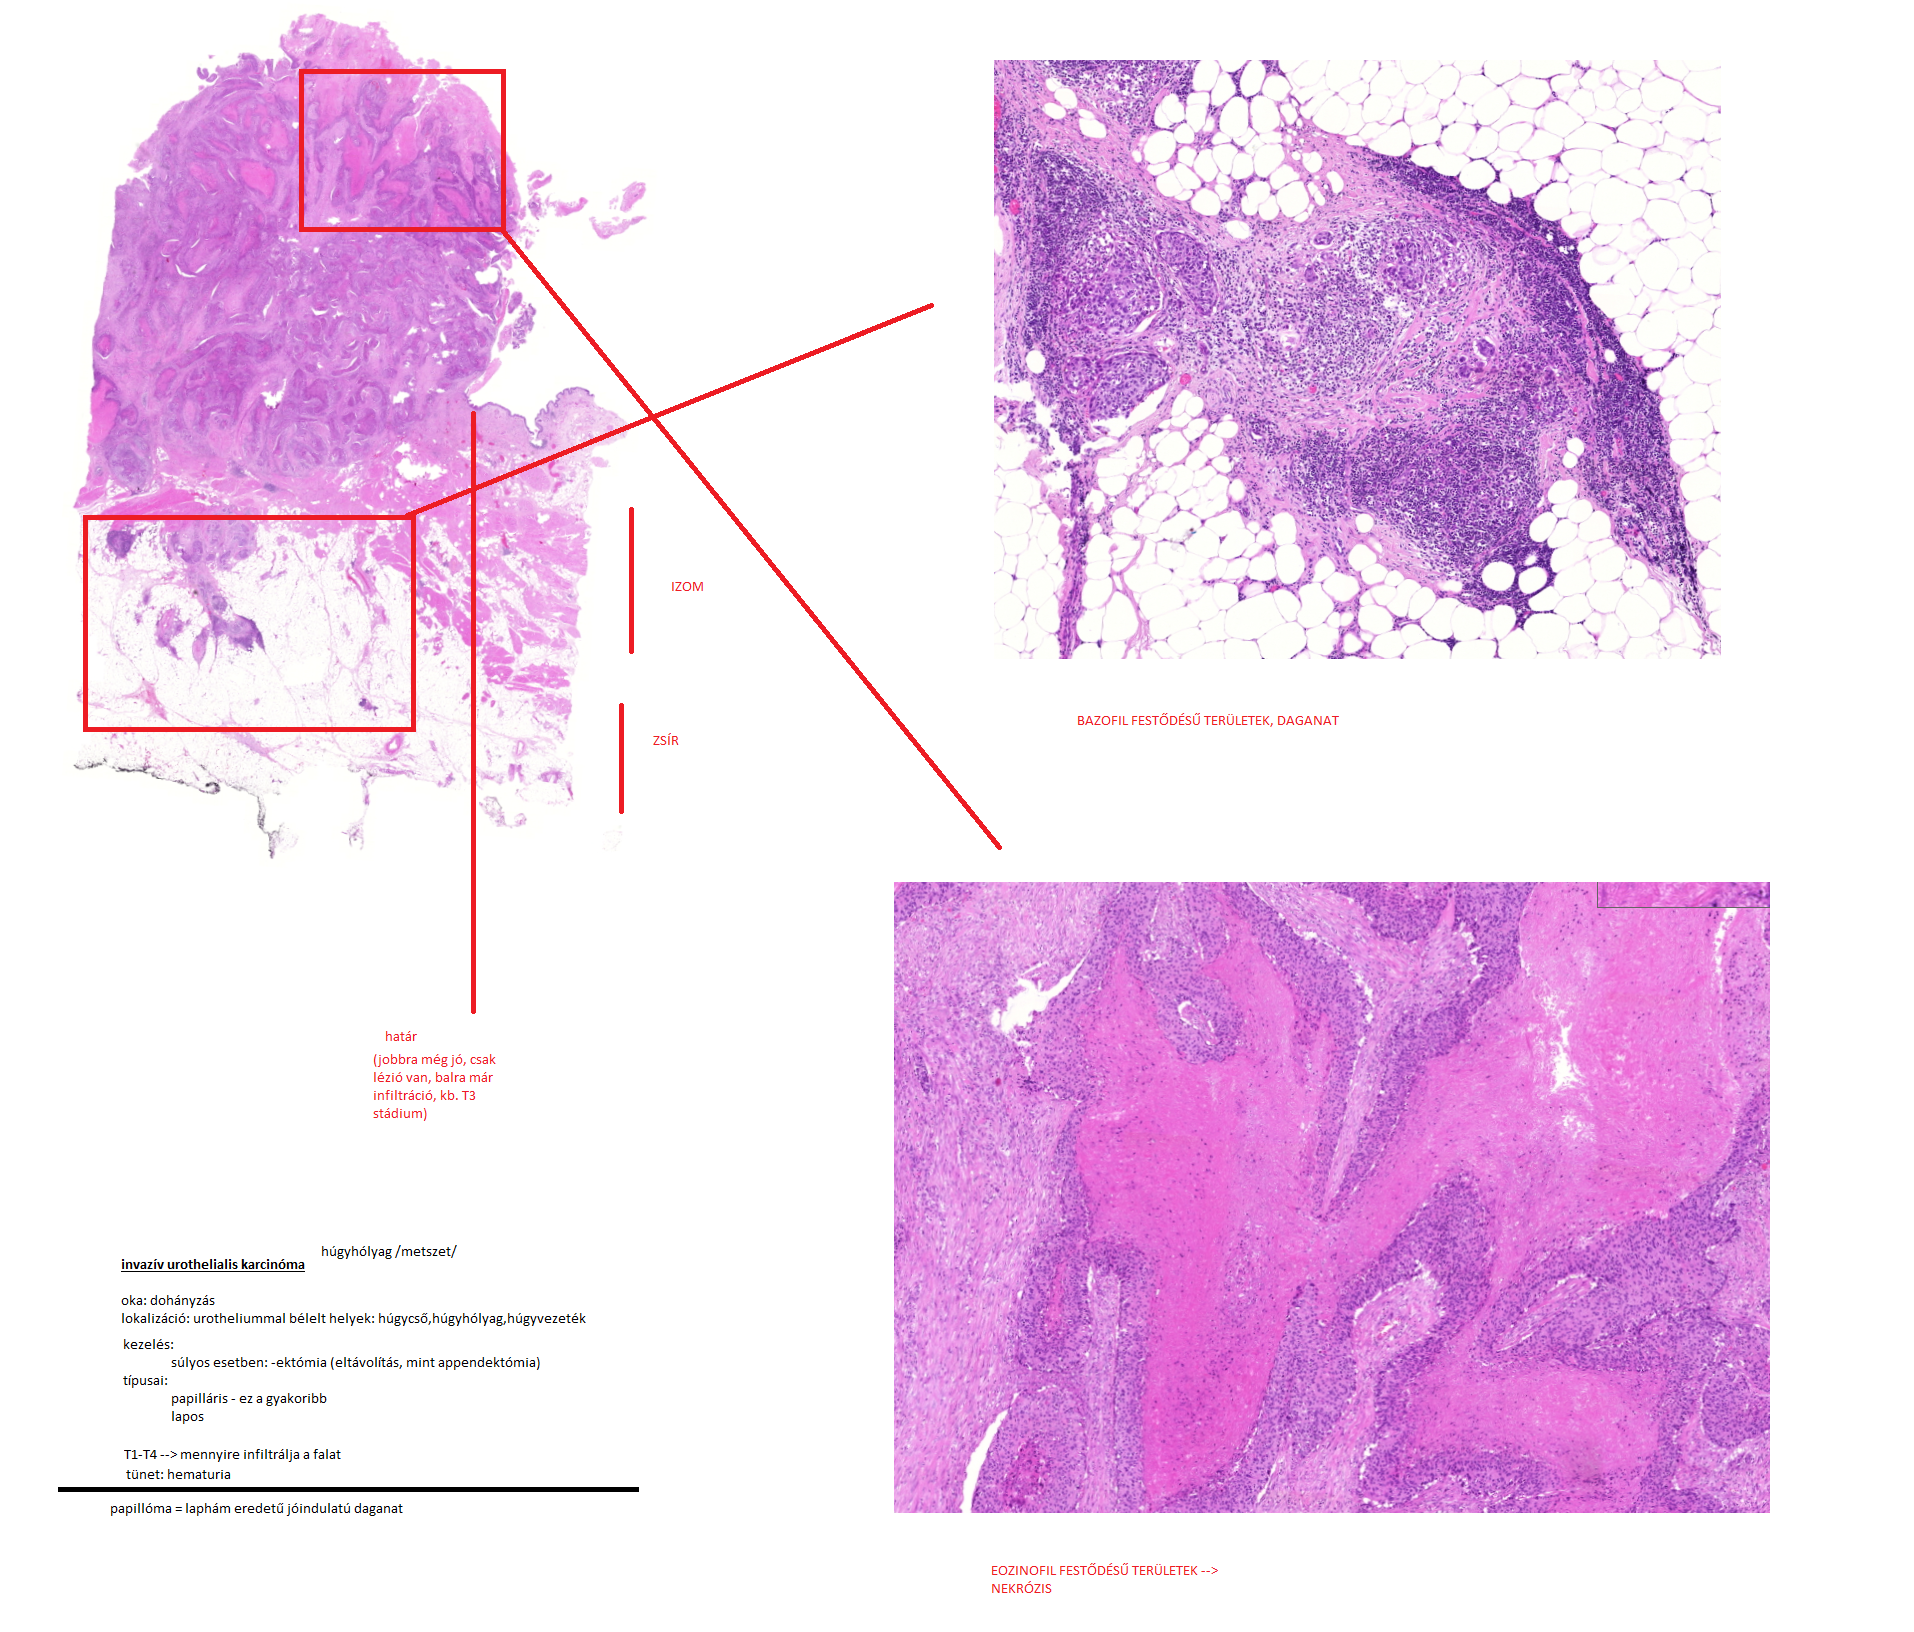 IZOM
ZSÍR
BAZOFIL FESTŐDÉSŰ TERÜLETEK, DAGANAT
határ
(jobbra még jó, csak
lézió van, balra már
infiltráció, kb. T3
stádium)
húgyhólyag /metszet/
invazív urothelialis karcinóma
oka: dohányzás
lokalizáció: urotheliummal bélelt helyek: húgycső,húgyhólyag,húgyvezeték
kezelés:
súlyos esetben: -ektómia (eltávolítás, mint appendektómia)
típusai:
papilláris - ez a gyakoribb
lapos
T1-T4 --> mennyire infiltrálja a falat
tünet: hematuria
papillóma = laphám eredetű jóindulatú daganat
EOZINOFIL FESTŐDÉSŰ TERÜLETEK -->
NEKRÓZIS